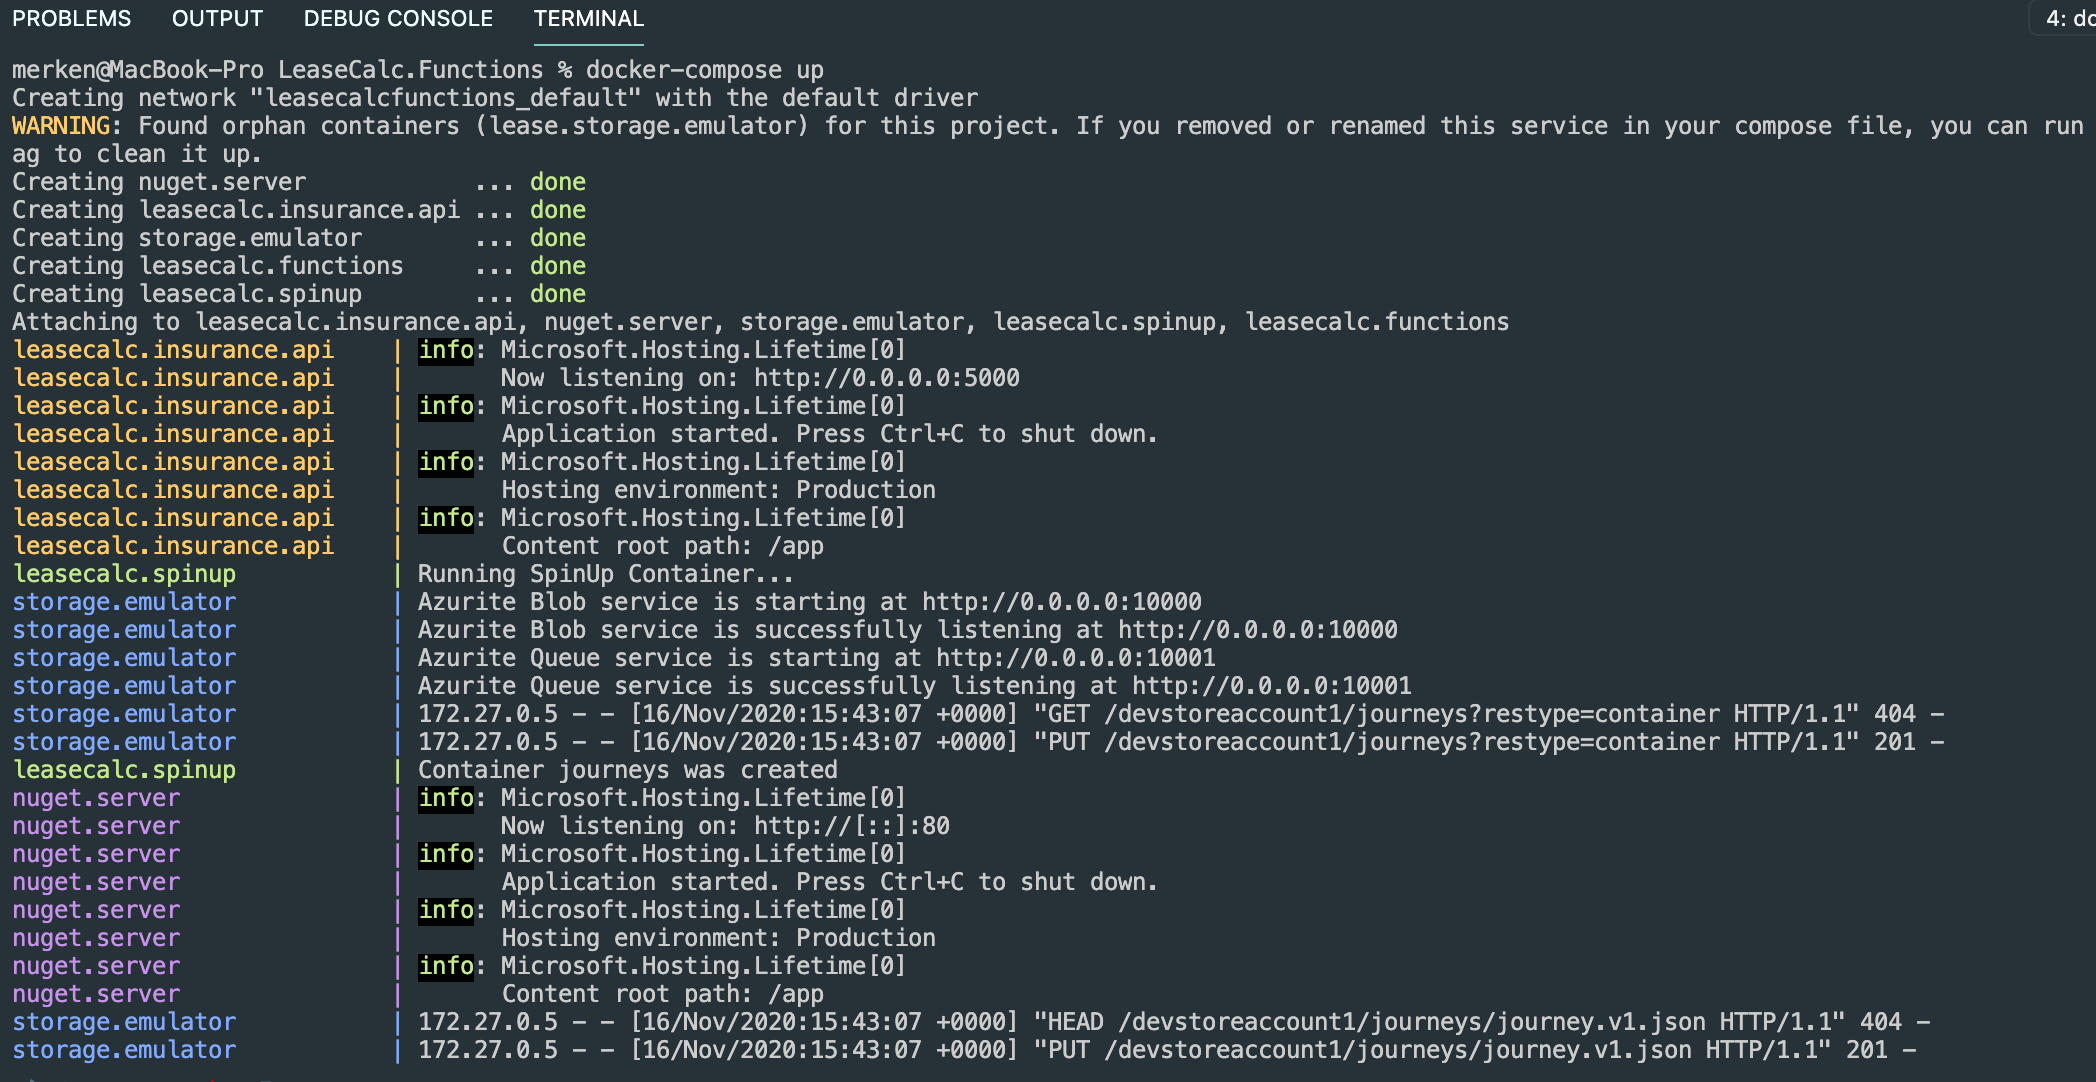 PROBLEMS OUTPUT DEBUG CONSOLE TERMINAL 4: dc
merken@MacBook-Pro LeaseCalc.Functions % docker-compose up
Creating network "leasecalcfunctions_default" with the default driver
WARNING: Found orphan containers (lease.storage.emulator) for this project. If you removed or renamed this service in your compose file, you can run
ag to clean it up.
Creating nuget.server           ... done
Creating leasecalc.insurance.api ... done
Creating storage.emulator        ... done
Creating leasecalc.functions     ... done
Creating leasecalc.spinup        ... done
Attaching to leasecalc.insurance.api, nuget.server, storage.emulator, leasecalc.spinup, leasecalc.functions
leasecalc.insurance.api    | info: Microsoft.Hosting.Lifetime[0]
leasecalc.insurance.api    |       Now listening on: http://0.0.0.0:5000
leasecalc.insurance.api    | info: Microsoft.Hosting.Lifetime[0]
leasecalc.insurance.api    |       Application started. Press Ctrl+C to shut down.
leasecalc.insurance.api    | info: Microsoft.Hosting.Lifetime[0]
leasecalc.insurance.api    |       Hosting environment: Production
leasecalc.insurance.api    | info: Microsoft.Hosting.Lifetime[0]
leasecalc.insurance.api    |       Content root path: /app
leasecalc.spinup           | Running SpinUp Container...
storage.emulator           | Azurite Blob service is starting at http://0.0.0.0:10000
storage.emulator           | Azurite Blob service is successfully listening at http://0.0.0.0:10000
storage.emulator           | Azurite Queue service is starting at http://0.0.0.0:10001
storage.emulator           | Azurite Queue service is successfully listening at http://0.0.0.0:10001
storage.emulator           | 172.27.0.5 - - [16/Nov/2020:15:43:07 +0000] "GET /devstoreaccount1/journeys?restype=container HTTP/1.1" 404 -
storage.emulator           | 172.27.0.5 - - [16/Nov/2020:15:43:07 +0000] "PUT /devstoreaccount1/journeys?restype=container HTTP/1.1" 201 -
leasecalc.spinup           | Container journeys was created
nuget.server               | info: Microsoft.Hosting.Lifetime[0]
nuget.server               |       Now listening on: http://[::]:80
nuget.server               | info: Microsoft.Hosting.Lifetime[0]
nuget.server               |       Application started. Press Ctrl+C to shut down.
nuget.server               | info: Microsoft.Hosting.Lifetime[0]
nuget.server               |       Hosting environment: Production
nuget.server               | info: Microsoft.Hosting.Lifetime[0]
nuget.server               |       Content root path: /app
storage.emulator           | 172.27.0.5 - - [16/Nov/2020:15:43:07 +0000] "HEAD /devstoreaccount1/journeys/journey.v1.json HTTP/1.1" 404 -
storage.emulator           | 172.27.0.5 - - [16/Nov/2020:15:43:07 +0000] "PUT /devstoreaccount1/journeys/journey.v1.json HTTP/1.1" 201 -